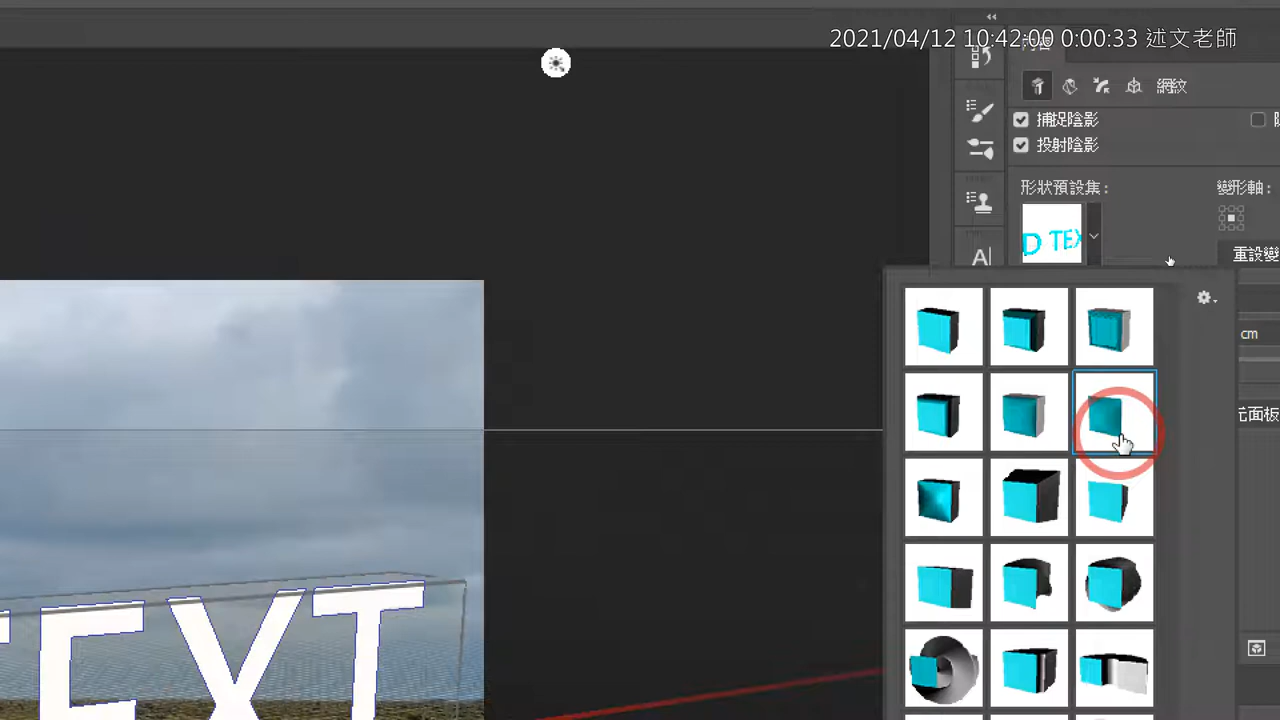 2021/04/12 10:42:00 0:00:33 述文老師
網紋
捕捉陰影
投射陰影
形狀預設集:
變形軸:
D TEX
重設變
cm
元面板
TEXT